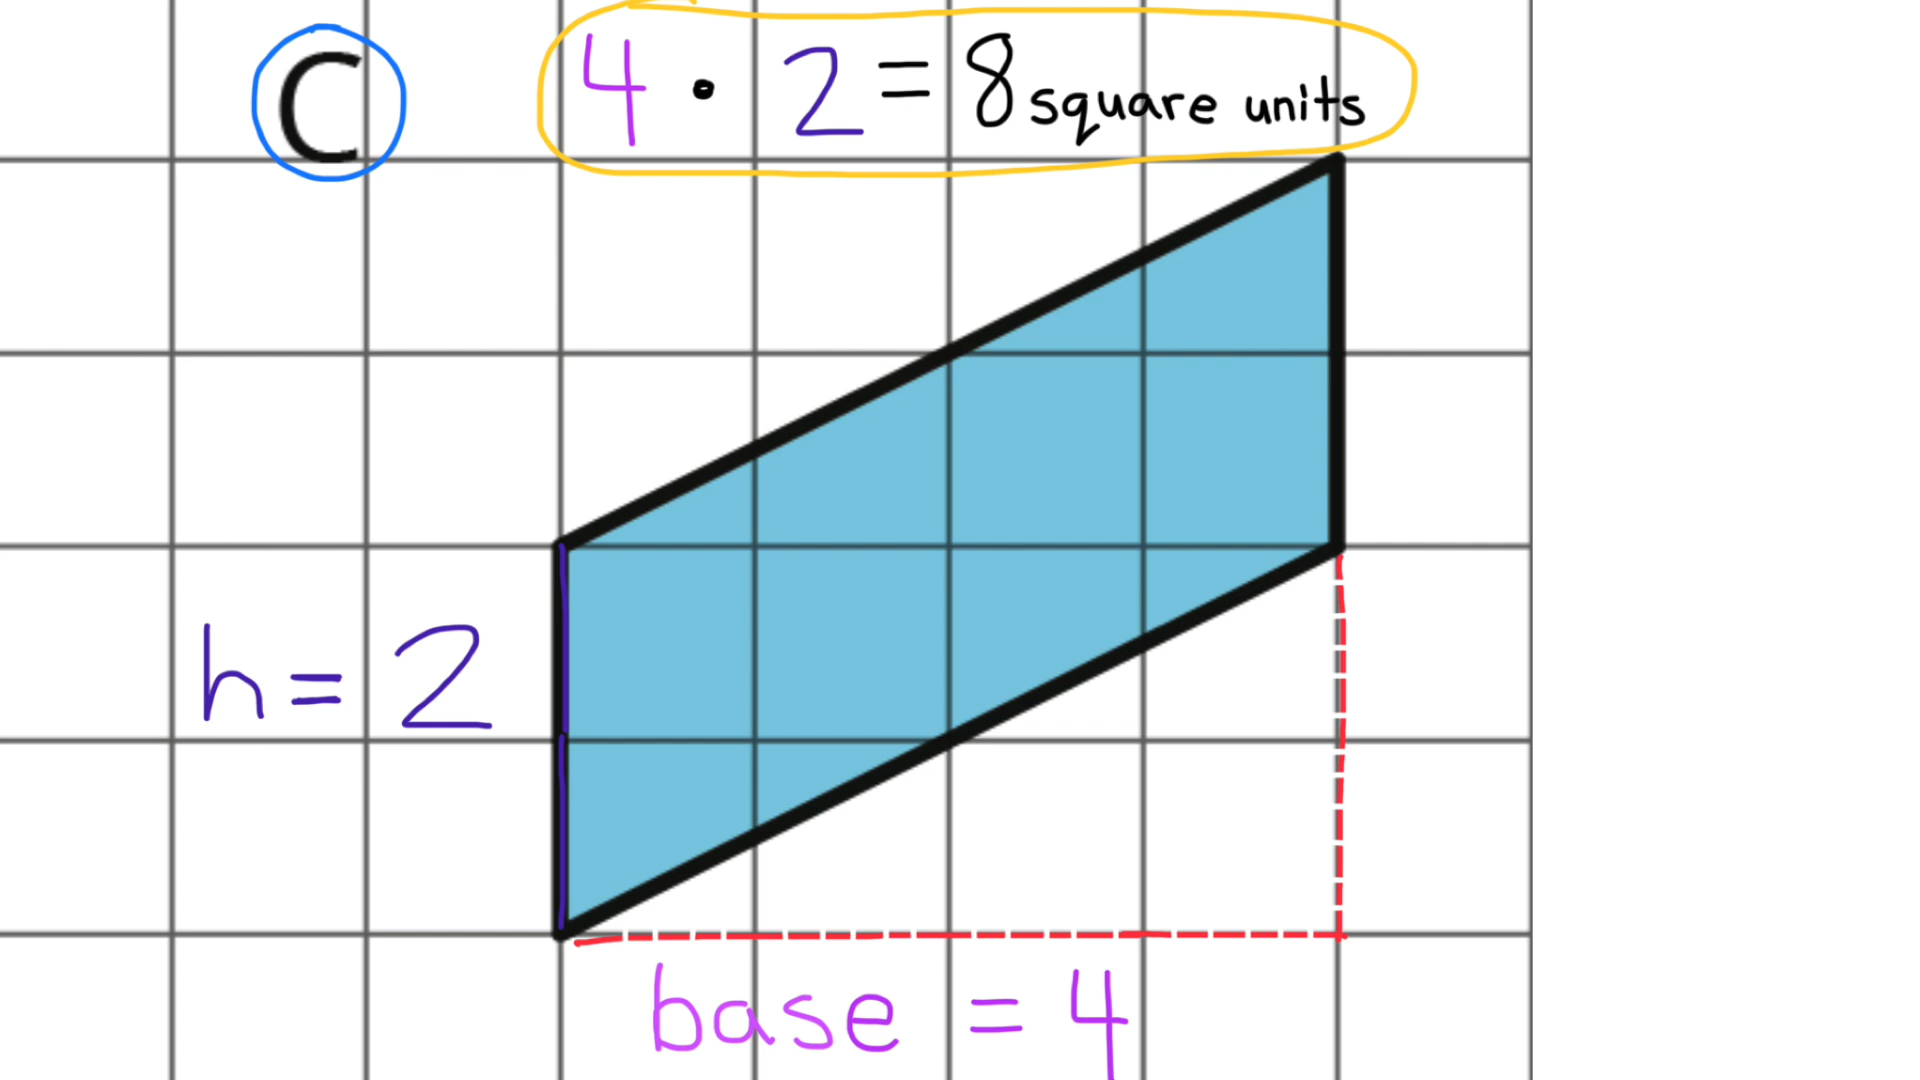 C
4 · 2 = 8 square units
h = 2
base = 4